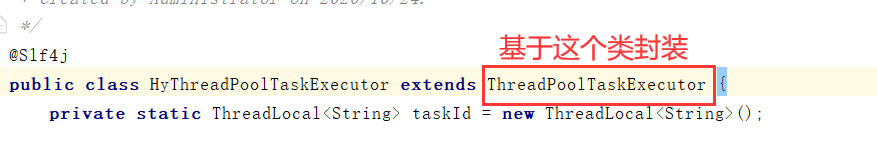 * Created by Administrator on 2020/10/24.
*/
@Slf4j
基于这个类封装
public class HyThreadPoolTaskExecutor extends ThreadPoolTaskExecutor {
private static ThreadLocal<String> taskId = new ThreadLocal<String>();